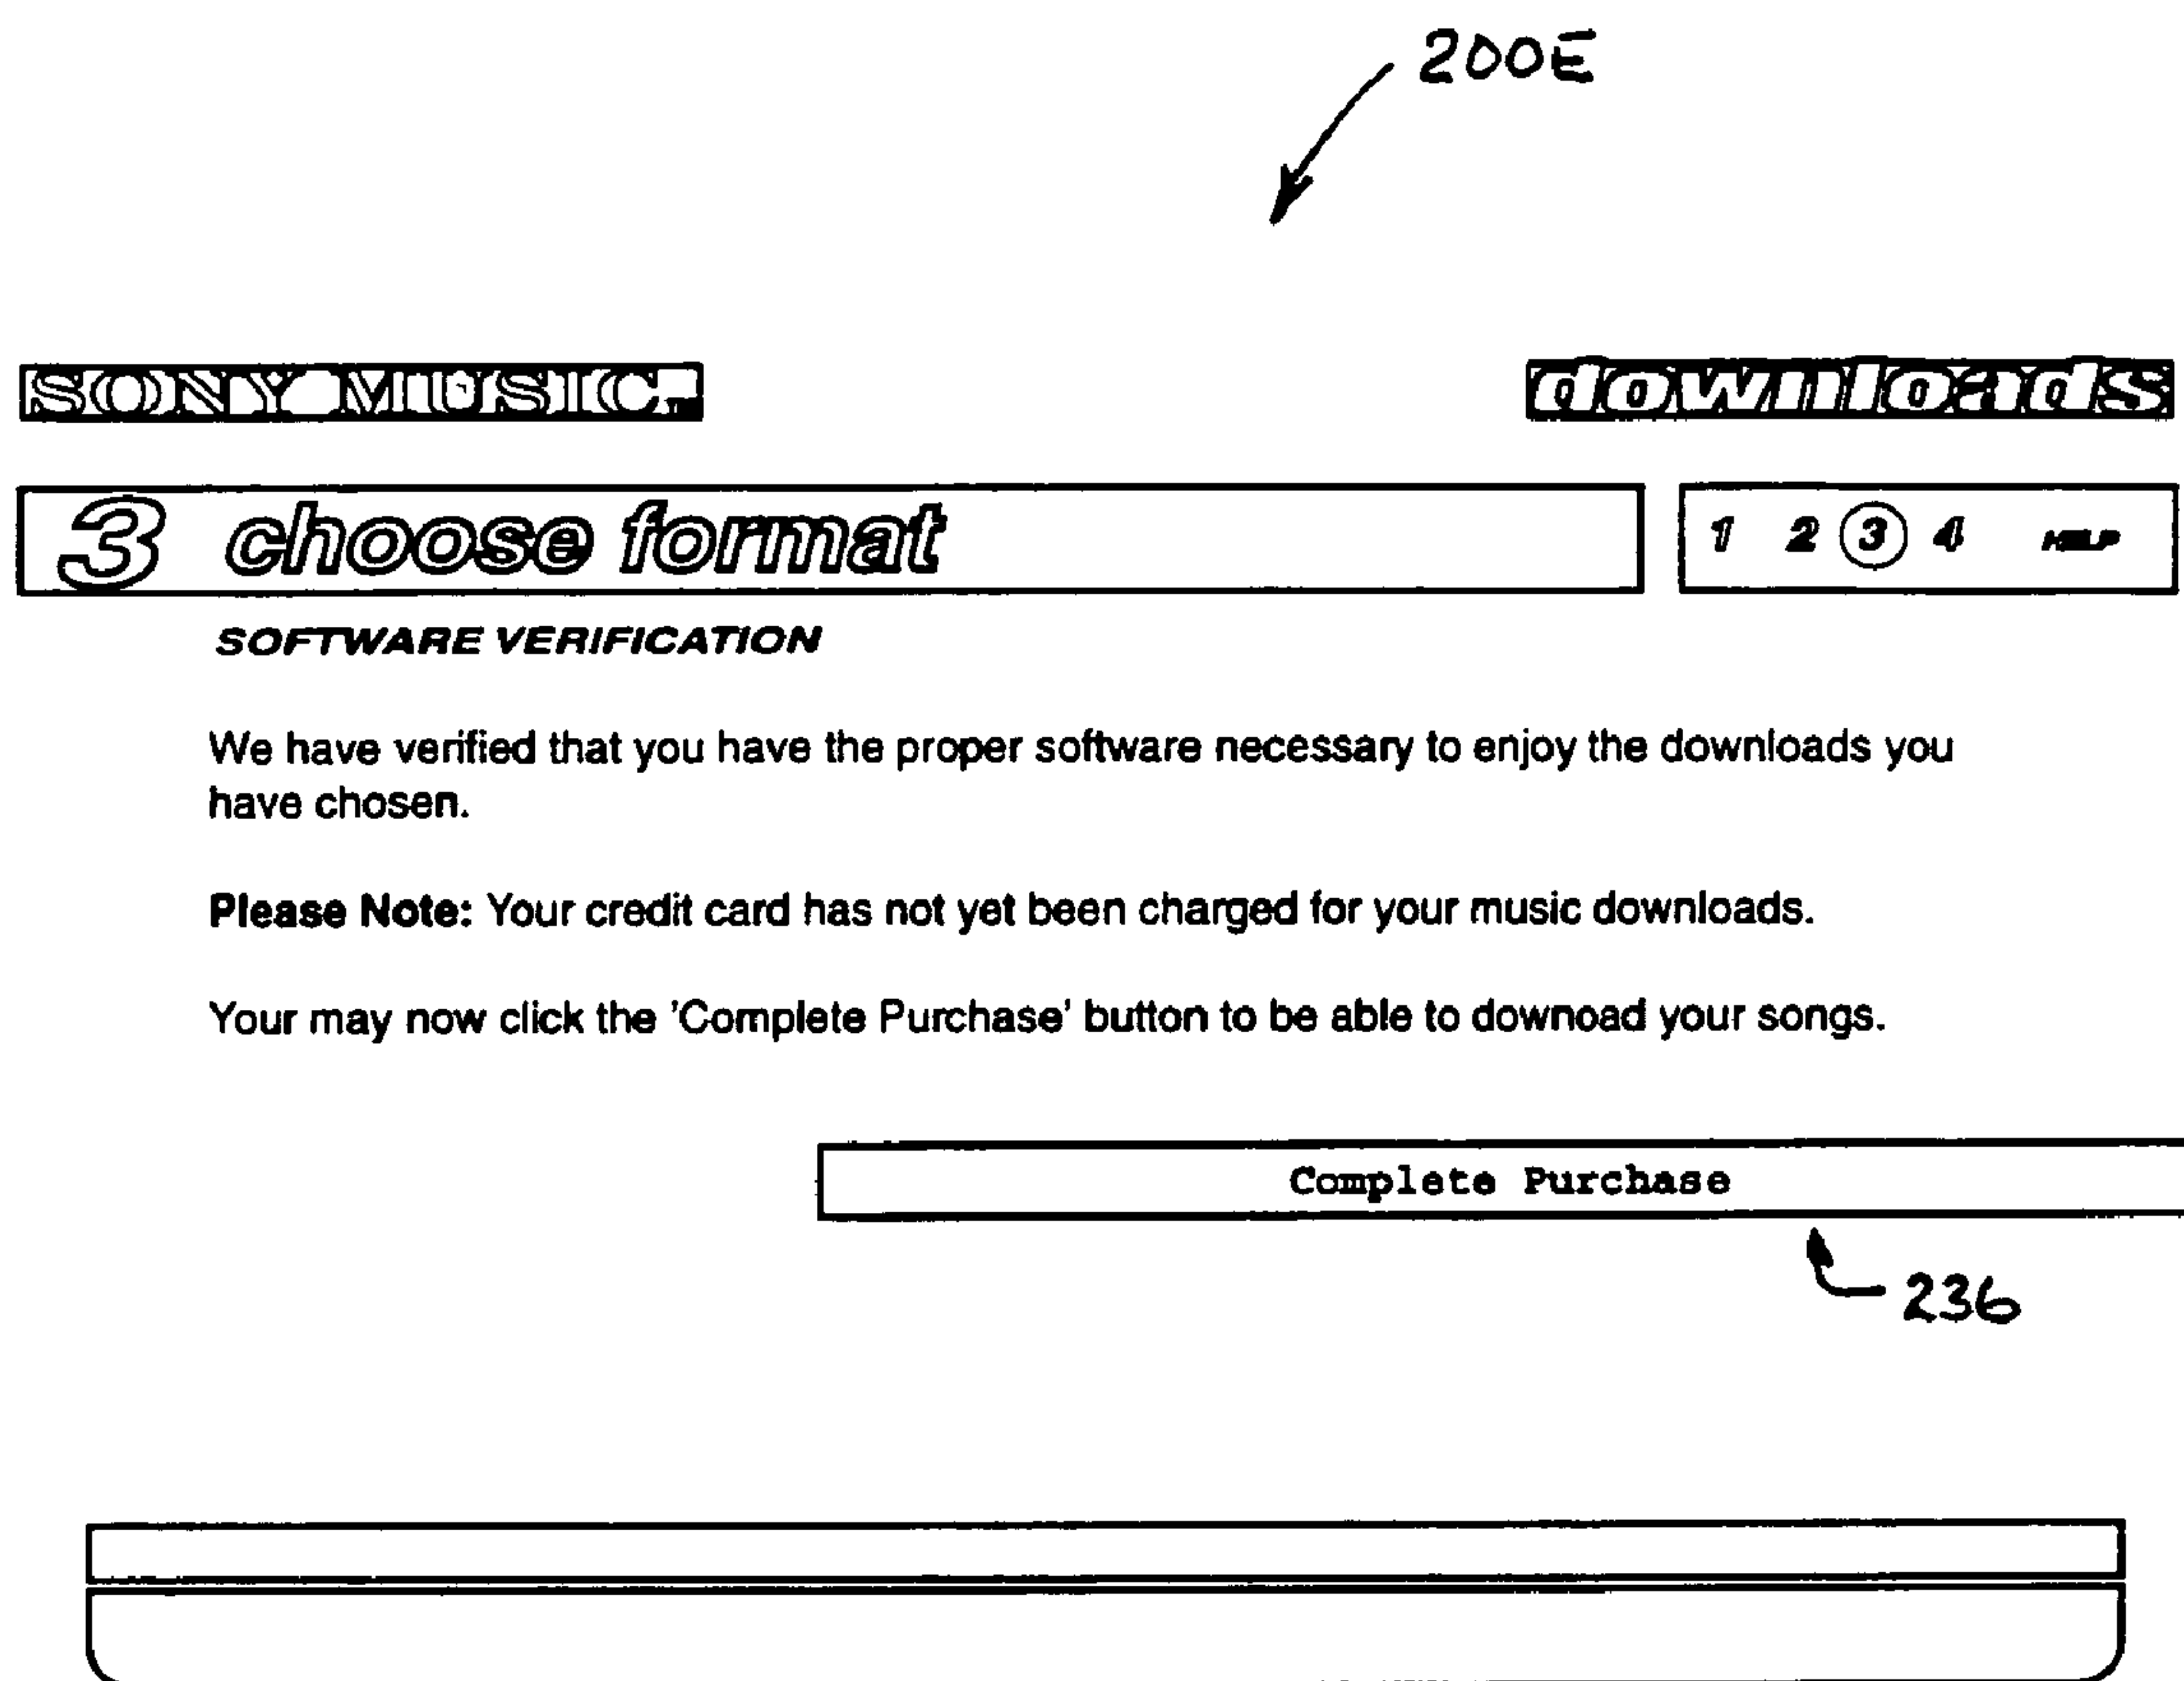 200E
SONY MUSIC
downloads
3 choose format
1 2 3 4 HELP
SOFTWARE VERIFICATION
We have verified that you have the proper software necessary to enjoy the downloads you
have chosen.
Please Note: Your credit card has not yet been charged for your music downloads.
Your may now click the 'Complete Purchase' button to be able to downoad your songs.
Complete Purchase
236